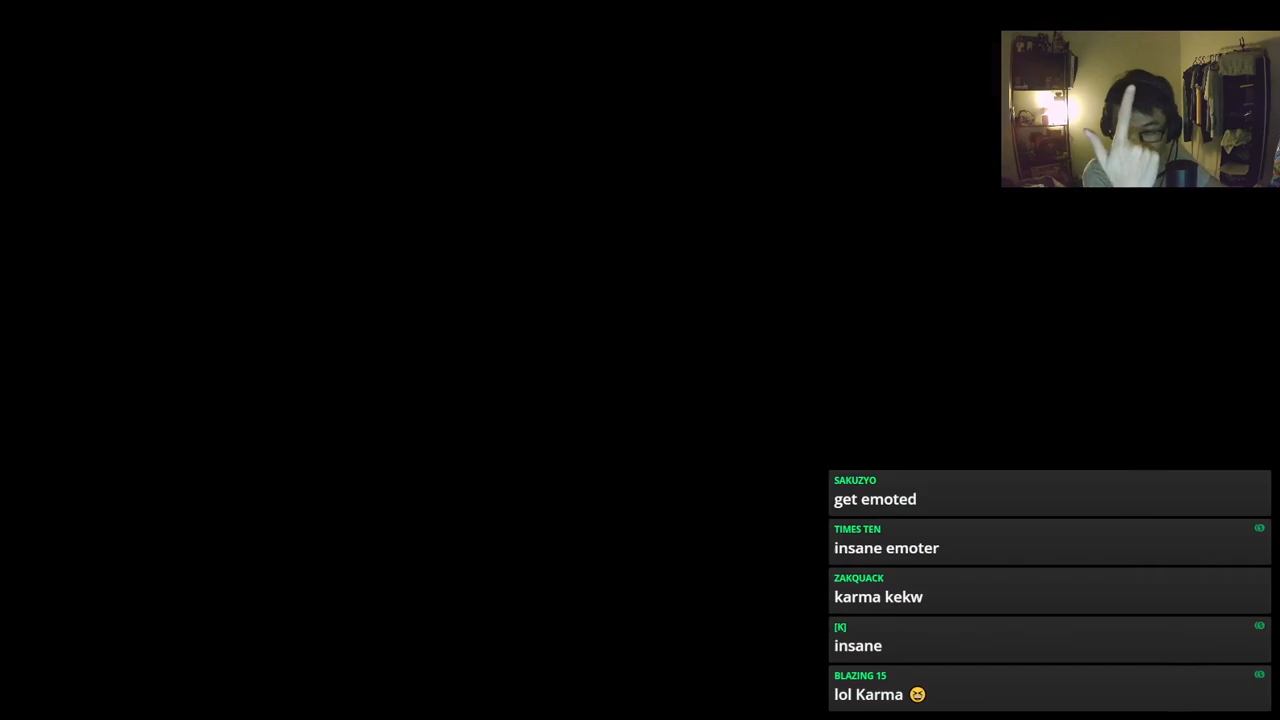 SAKUZYO
get emoted
TIMES TEN
insane emoter
ZAKQUACK
karma kekw
[K]
insane
BLAZING 15
lol Karma 😆